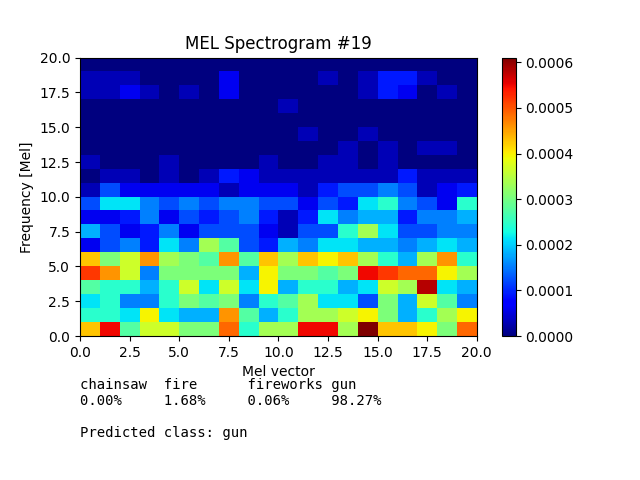 MEL Spectrogram #19
20.0
17.5
15.0
12.5
10.0
7.5
5.0
2.5
0.0
Frequency [Mel]
0.0 2.5 5.0 7.5 10.0 12.5 15.0 17.5 20.0
Mel vector
0.0006
0.0005
0.0004
0.0003
0.0002
0.0001
0.0000
chainsaw fire fireworks gun
0.00% 1.68% 0.06% 98.27%
Predicted class: gun